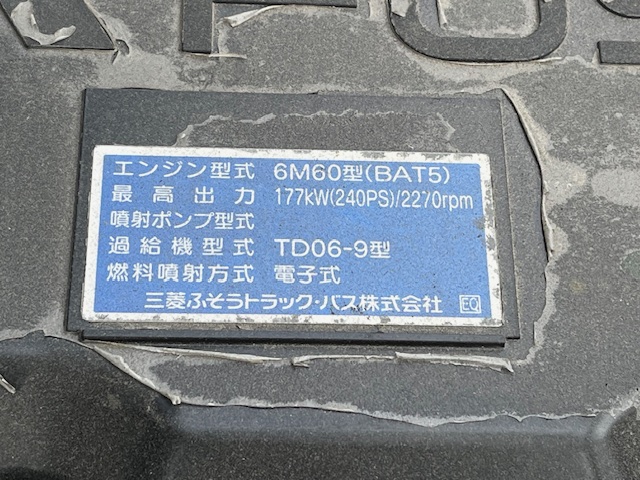 エンジン型式 6M60型(BAT5)
最高出力 177kW(240PS)/2270rpm
噴射ポンプ型式
過給機型式 TD06-9型
燃料噴射方式 電子式
三菱ふそうトラック・バス株式会社 EQ